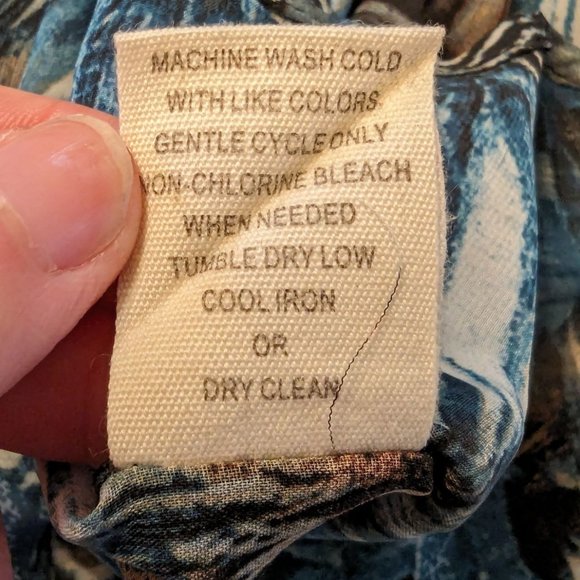 MACHINE WASH COLD
WITH LIKE COLORS
GENTLE CYCLE ONLY
NON-CHLORINE BLEACH
WHEN NEEDED
TUMBLE DRY LOW
COOL IRON
OR
DRY CLEAN